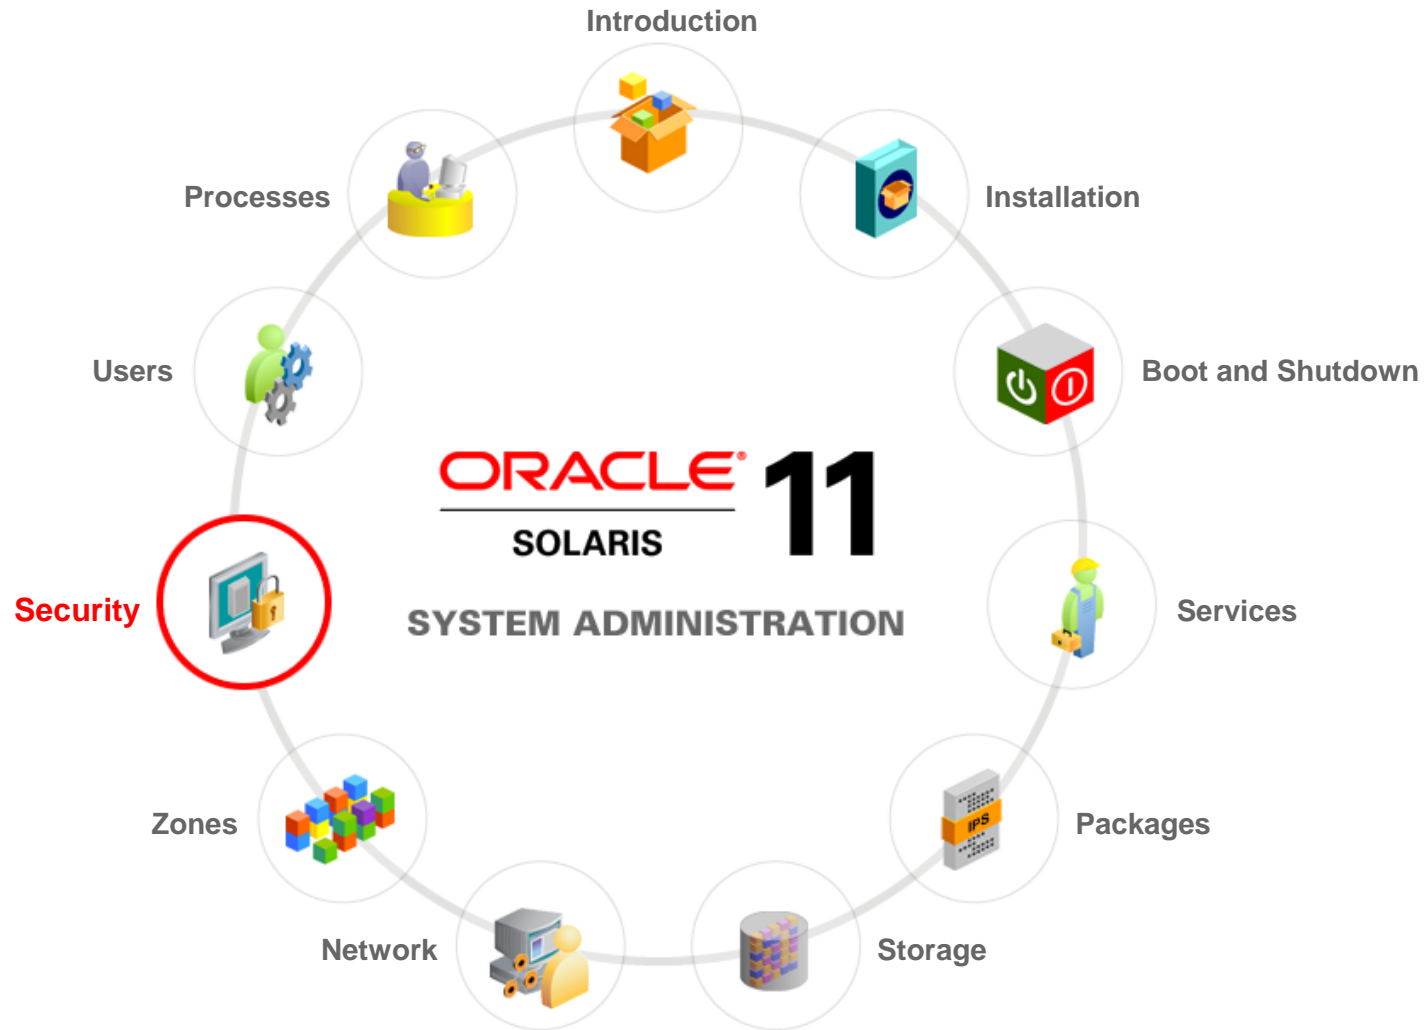 Introduction
Processes
Installation
Users
Boot and Shutdown
ORACLE® 11
SOLARIS
SYSTEM ADMINISTRATION
Security
Services
Zones
IPS
Packages
Network
Storage